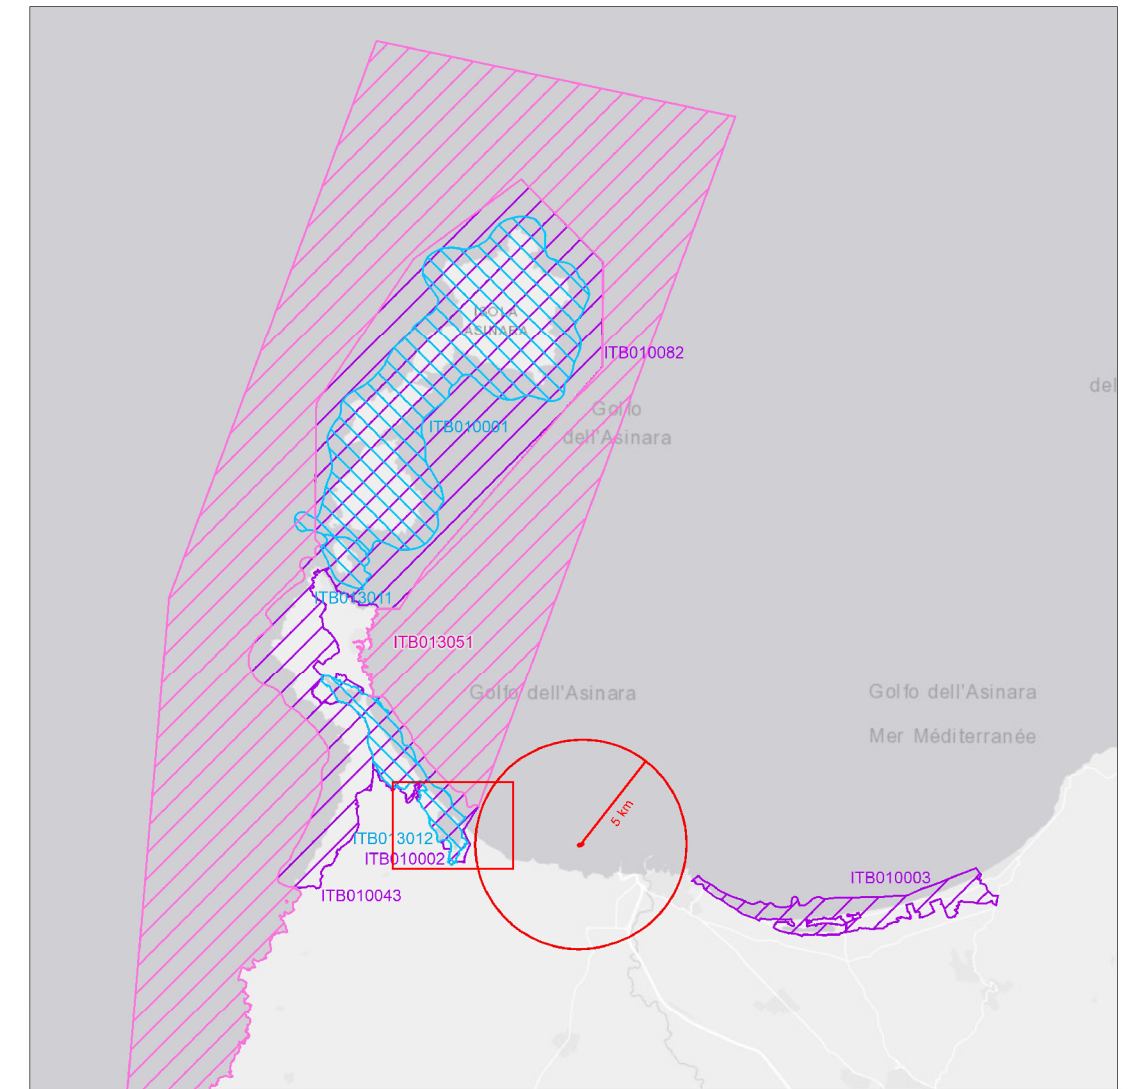 ISOLA
ASINARA
ITB010082
del
Golfo
dell'Asinara
ITB010001
ITB013011
ITB013051
Golfo dell'Asinara
Golfo dell'Asinara
Mer Méditerranée
5 km
ITB013012
ITB010002
ITB010003
ITB010043